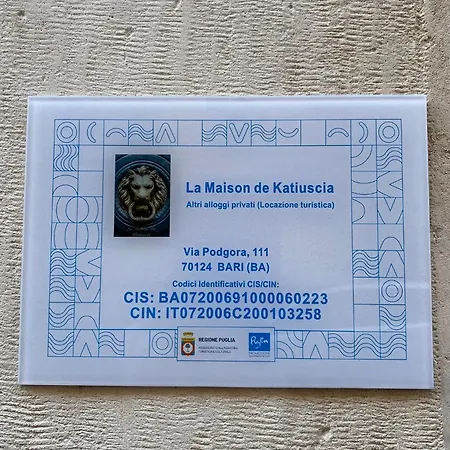 La Maison de Katiuscia
Altri alloggi privati (Locazione turistica)
Via Podgora, 111
70124 BARI (BA)
Codici Identificativi CIS/CIN:
CIS: BA07200691000060223
CIN: IT072006C200103258
REGIONE PUGLIA
Puglia